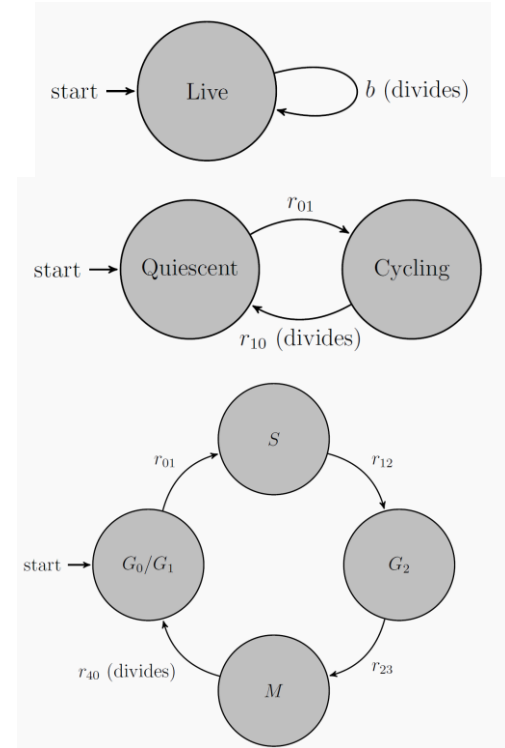 start
Live
b (divides)
r₀₁
start
Quiescent
Cycling
r₁₀ (divides)
S
r₀₁
r₁₂
start
G₀/G₁
G₂
r₄₀ (divides)
r₂₃
M